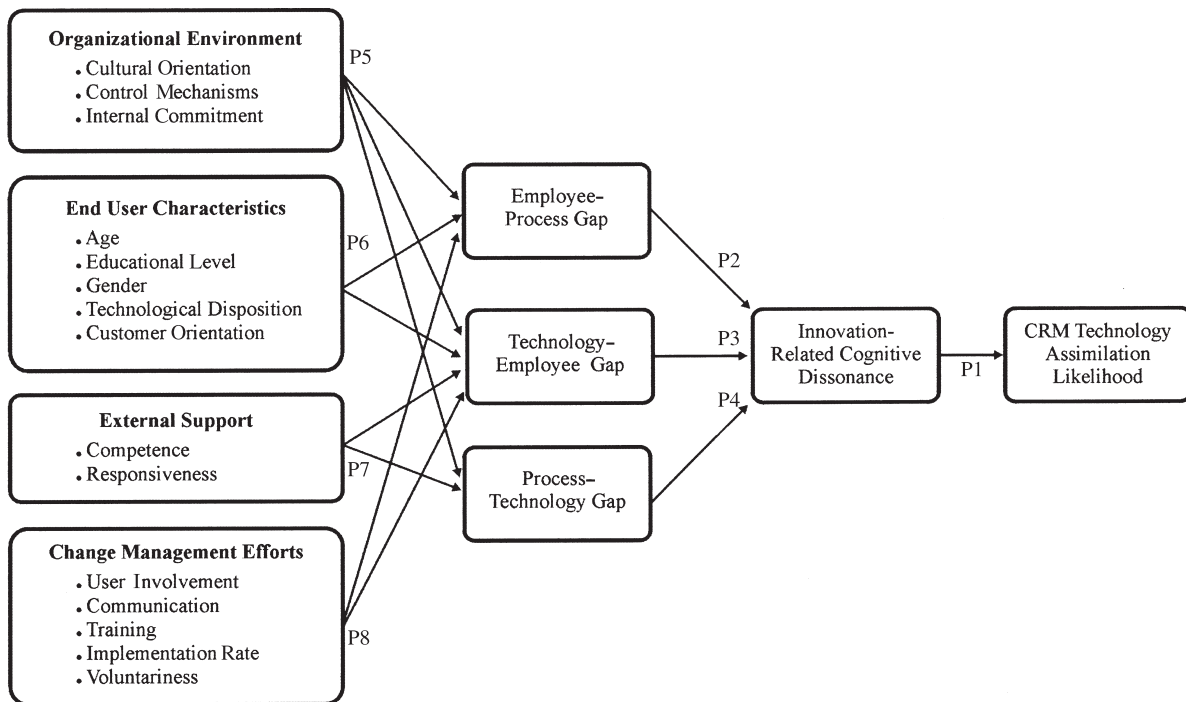 Organizational Environment
• Cultural Orientation
• Control Mechanisms
• Internal Commitment
P5
End User Characteristics
• Age
• Educational Level
• Gender
• Technological Disposition
• Customer Orientation
P6
External Support
• Competence
• Responsiveness
P7
Change Management Efforts
• User Involvement
• Communication
• Training
• Implementation Rate
• Voluntariness
P8
Employee–
Process Gap
Technology–
Employee Gap
Process–
Technology Gap
P2
P3
P4
Innovation-
Related Cognitive
Dissonance
P1
CRM Technology
Assimilation
Likelihood